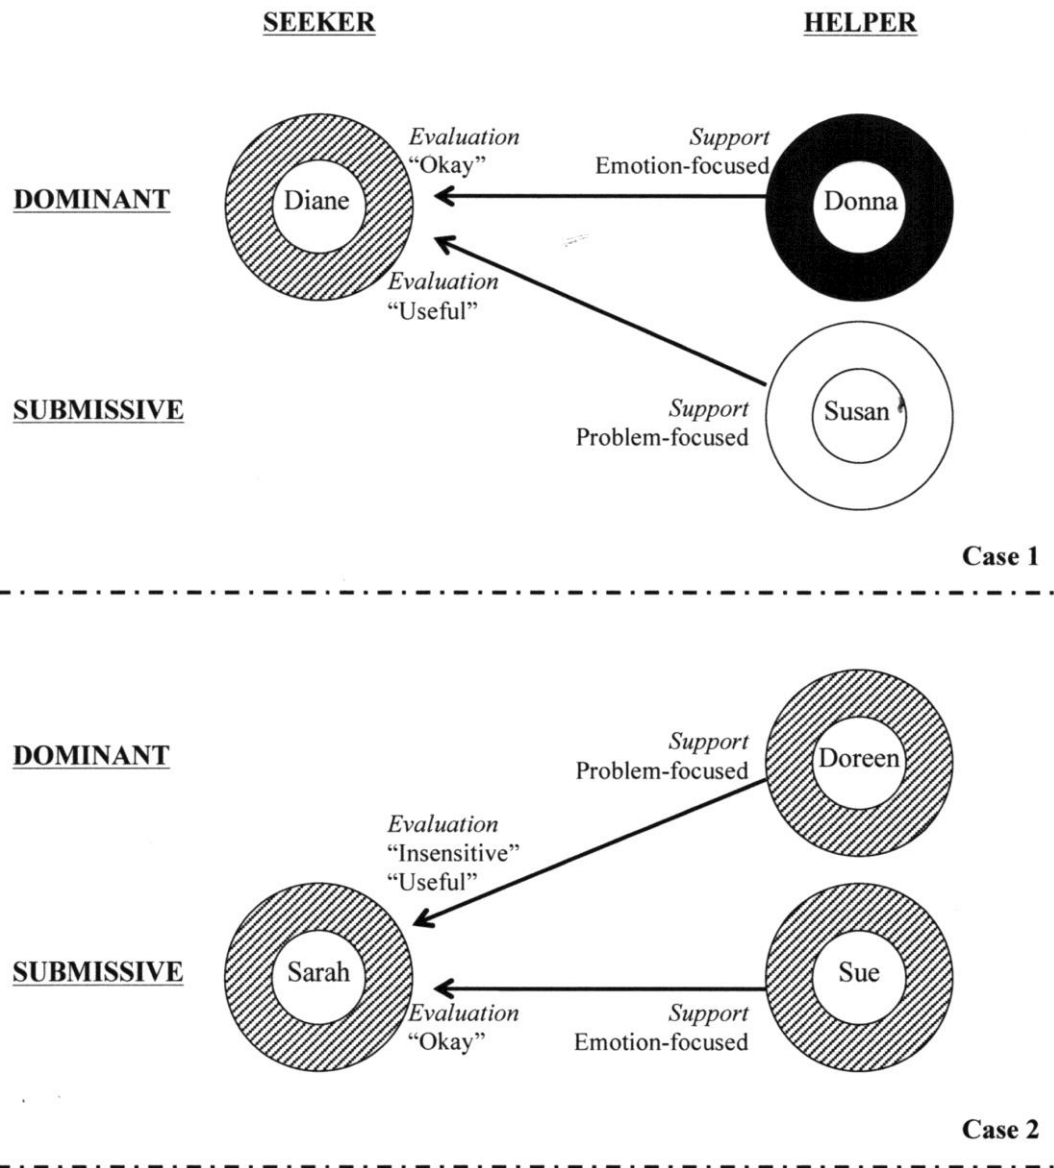 SEEKER
HELPER
DOMINANT
Diane
Evaluation
“Okay”
Support
Emotion-focused
Donna
Evaluation
“Useful”
SUBMISSIVE
Support
Problem-focused
Susan
Case 1
DOMINANT
Support
Problem-focused
Doreen
Evaluation
“Insensitive”
“Useful”
SUBMISSIVE
Sarah
Evaluation
“Okay”
Support
Emotion-focused
Sue
Case 2